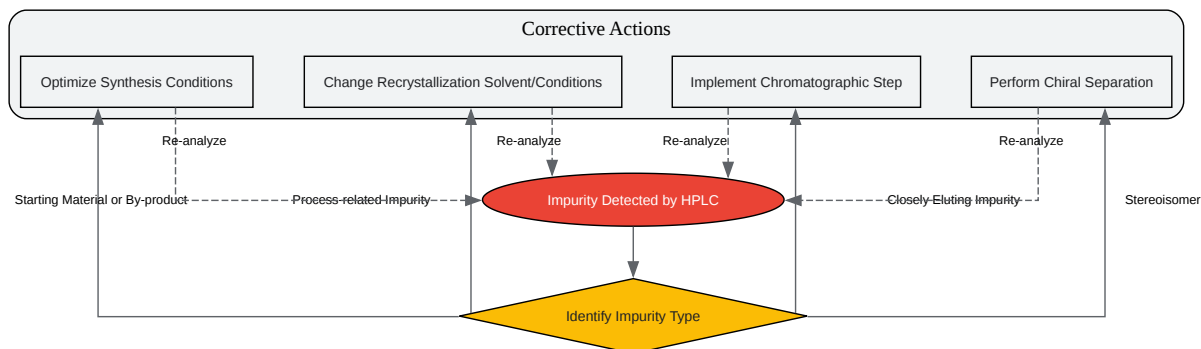 Corrective Actions
Optimize Synthesis Conditions
Change Recrystallization Solvent/Conditions
Implement Chromatographic Step
Perform Chiral Separation
Re-analyze
Re-analyze
Re-analyze
Re-analyze
Starting Material or By-product
Process-related Impurity
Impurity Detected by HPLC
Closely Eluting Impurity
Stereoisomer
Identify Impurity Type